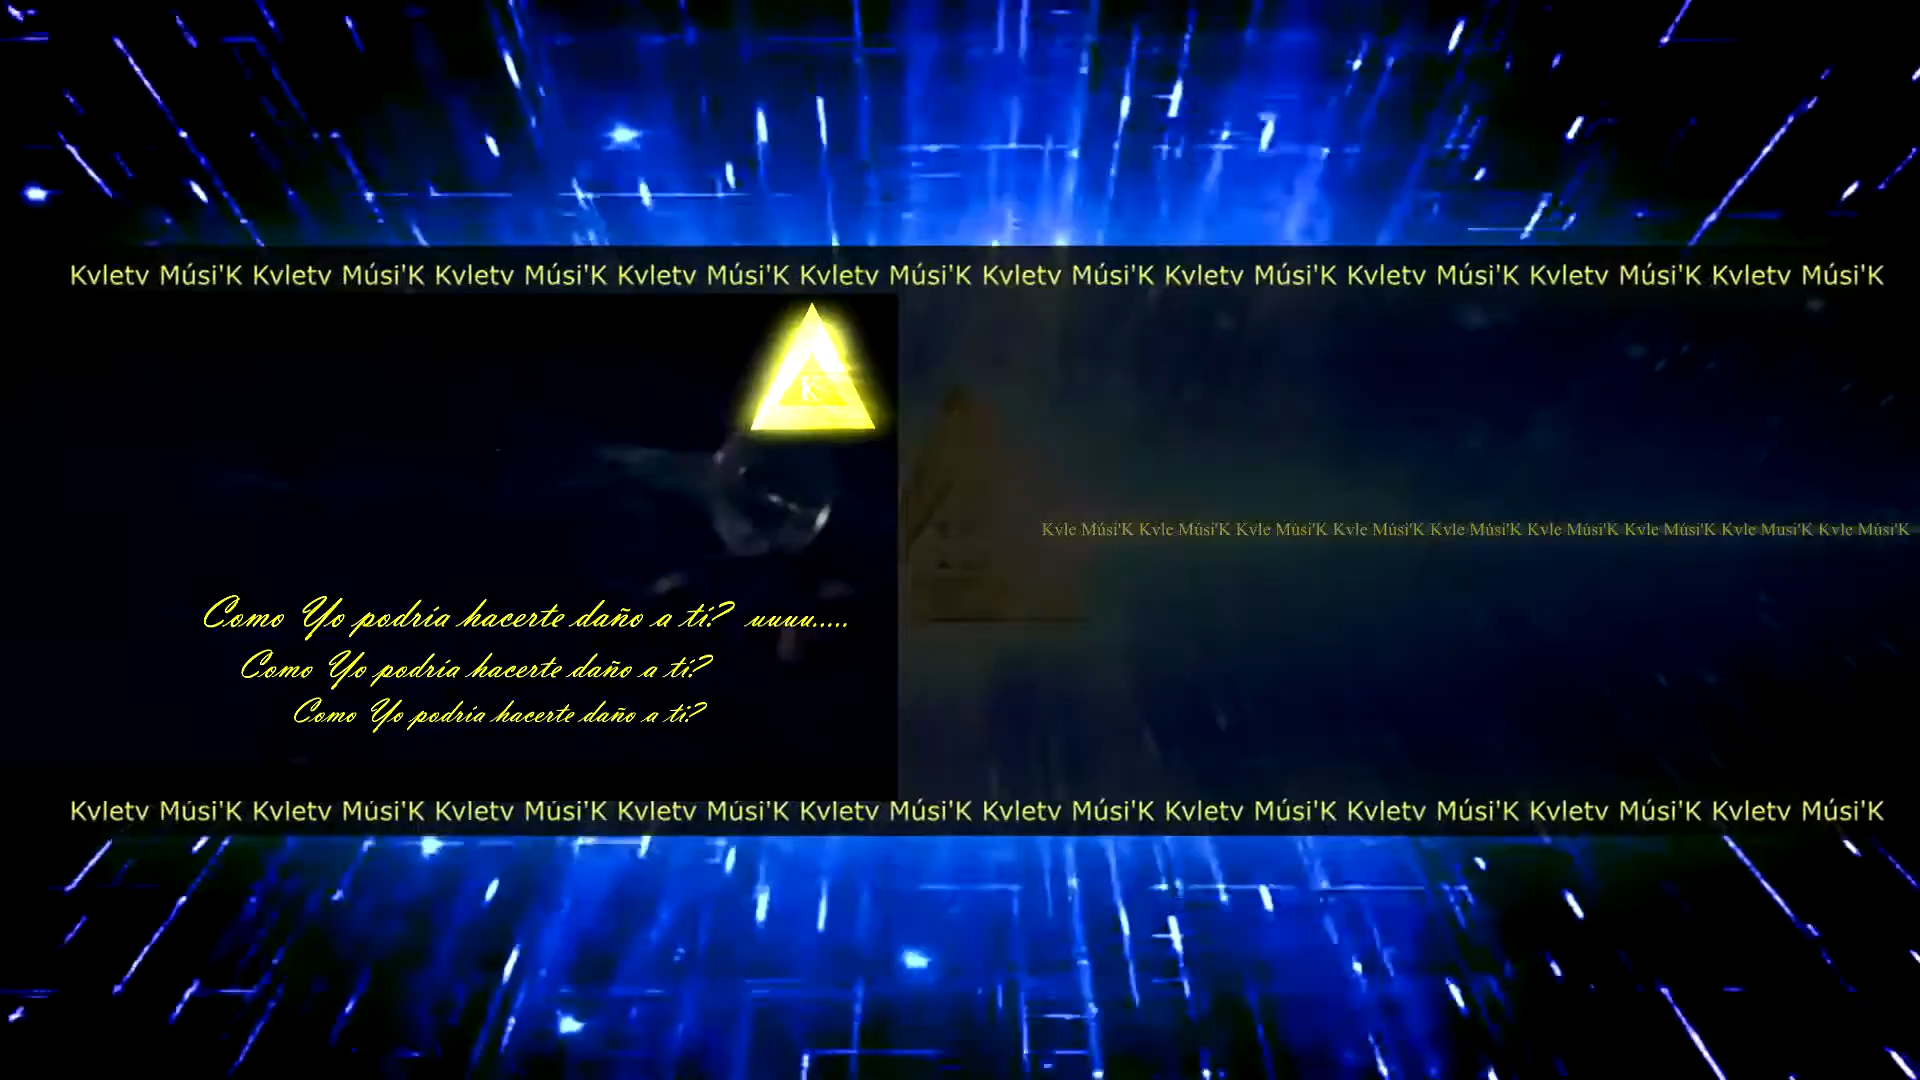 Kvletv Músi'K Kvletv Músi'K Kvletv Músi'K Kvletv Músi'K Kvletv Músi'K Kvletv Músi'K Kvletv Músi'K Kvletv Músi'K Kvletv Músi'K Kvletv Músi'K
K
Kvle Músi'K Kvle Músi'K Kvle Músi'K Kvle Músi'K Kvle Músi'K Kvle Músi'K Kvle Músi'K Kvle Musi'K Kvle Músi'K
Como Yo podría hacerte daño a tí? uuuu.....
Como Yo podría hacerte daño a tí?
Como Yo podría hacerte daño a tí?
Kvletv Músi'K Kvletv Músi'K Kvletv Músi'K Kvletv Músi'K Kvletv Músi'K Kvletv Músi'K Kvletv Músi'K Kvletv Músi'K Kvletv Músi'K Kvletv Músi'K